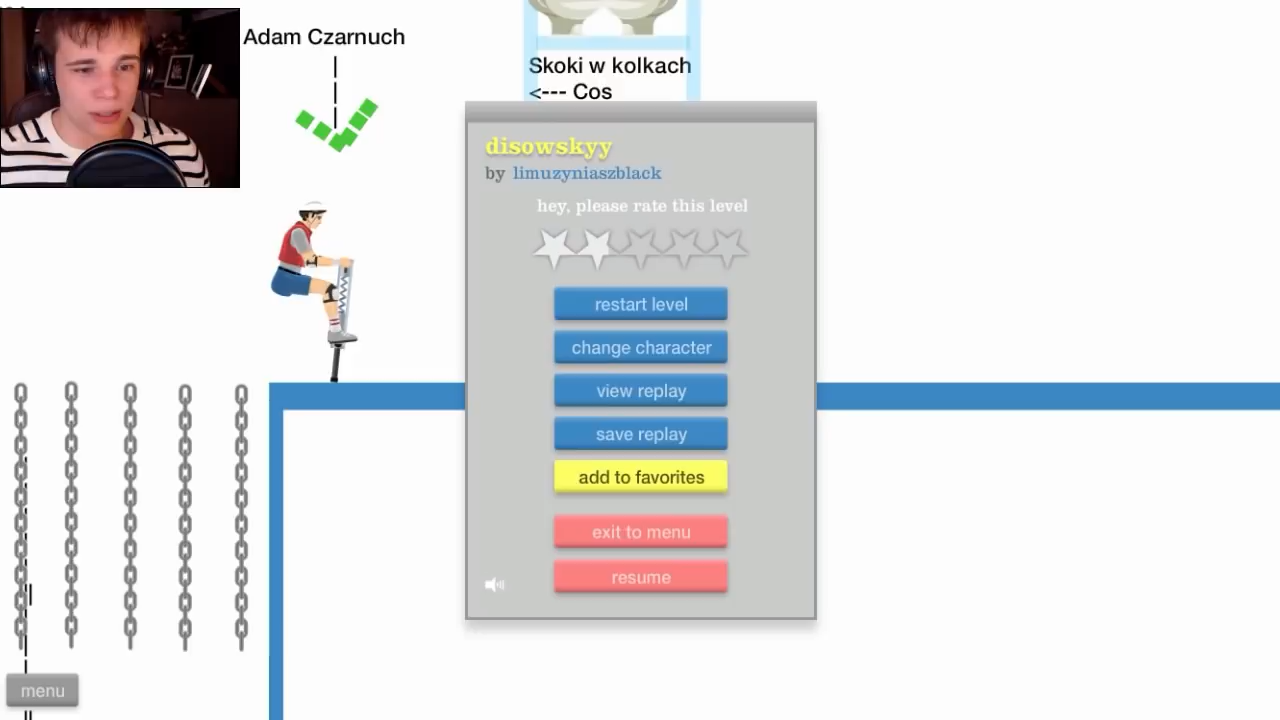 Adam Czarnuch
Skoki w kolkach
<--- Cos
disowskyy
by limuzyniaszblack
hey, please rate this level
restart level
change character
view replay
save replay
add to favorites
exit to menu
resume
menu